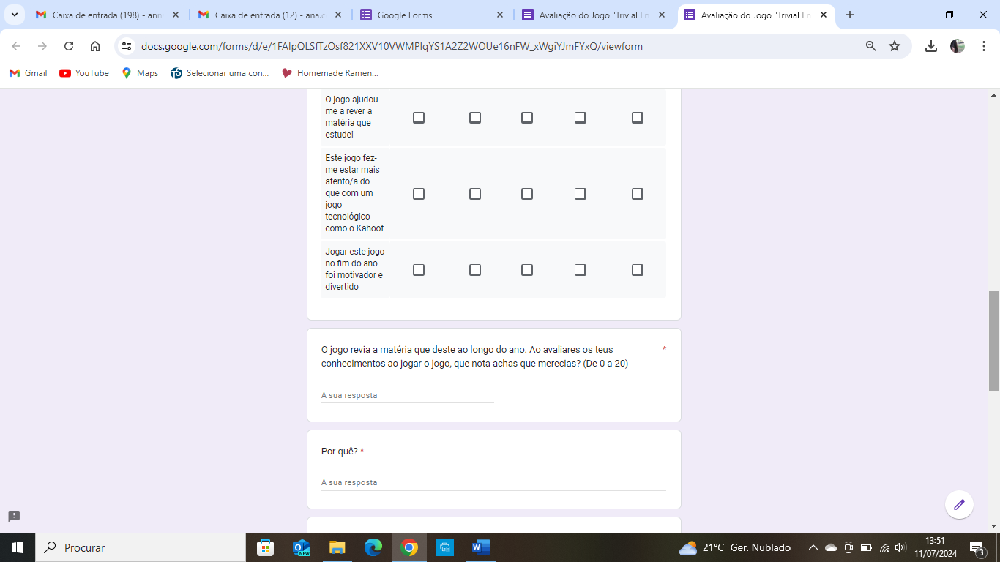 Caixa de entrada (198) - ann
Caixa de entrada (12) - ana.c
Google Forms
Avaliação do Jogo "Trivial En
Avaliação do Jogo "Trivial En
docs.google.com/forms/d/e/1FAIpQLSfTzOsf821XXV10VWMPIqYS1A2Z2WOUe16nFW_xWgiYJmFYxQ/viewform
Gmail
YouTube
Maps
Selecionar uma con...
Homemade Ramen...
O jogo ajudou-
me a rever a
matéria que
estudei
Este jogo fez-
me estar mais
atento/a do
que com um
jogo
tecnológico
como o Kahoot
Jogar este jogo
no fim do ano
foi motivador e
divertido
O jogo revia a matéria que deste ao longo do ano. Ao avaliares os teus *
conhecimentos ao jogar o jogo, que nota achas que merecias? (De 0 a 20)
A sua resposta
Por quê? *
A sua resposta
Procurar
NEW
W
21°C Ger. Nublado
13:51
11/07/2024
3